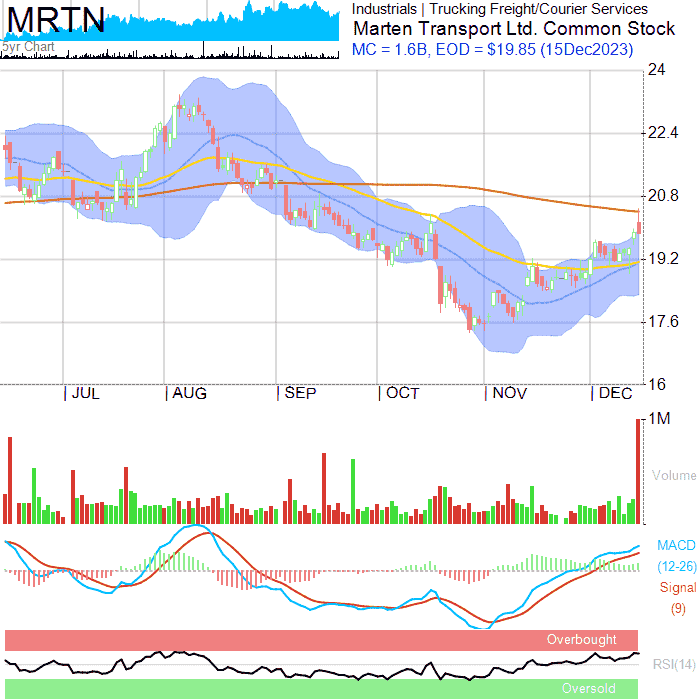 MRTN
5yr Chart
Industrials | Trucking Freight/Courier Services
Marten Transport Ltd. Common Stock
MC = 1.6B, EOD = $19.85 (15Dec2023)
24
22.4
20.8
19.2
17.6
16
JUL
AUG
SEP
OCT
NOV
DEC
1M
Volume
MACD
(12-26)
Signal
(9)
Overbought
RSI(14)
Oversold